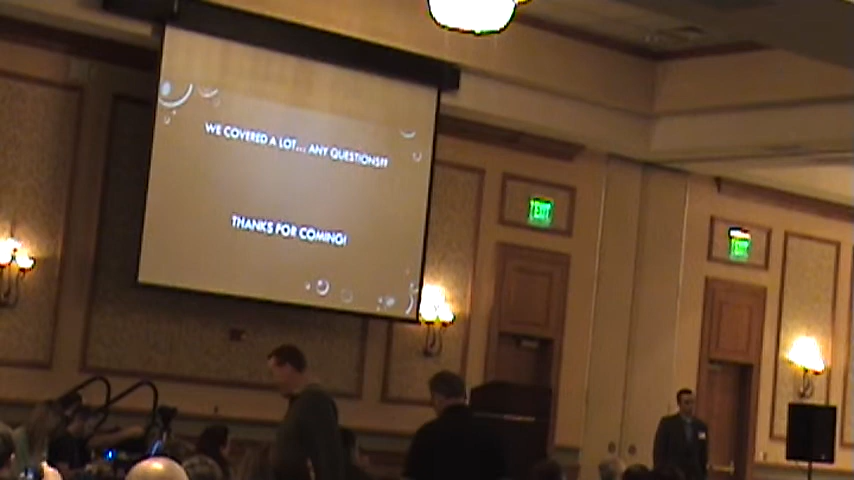 WE COVERED A LOT... ANY QUESTIONS??
THANKS FOR COMING!
EXIT
EXIT